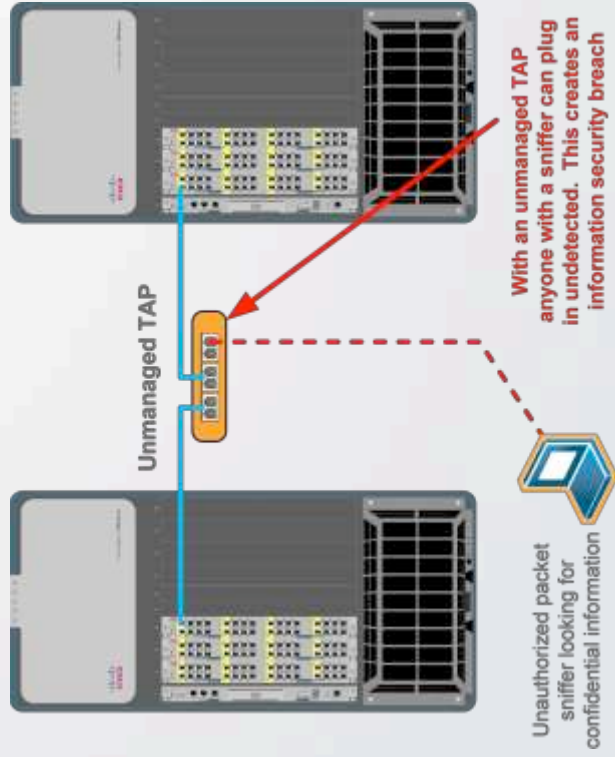 Unmanaged TAP
With an unmanaged TAP
anyone with a sniffer can plug
in undetected. This creates an
information security breach
Unauthorized packet
sniffer looking for
confidential information